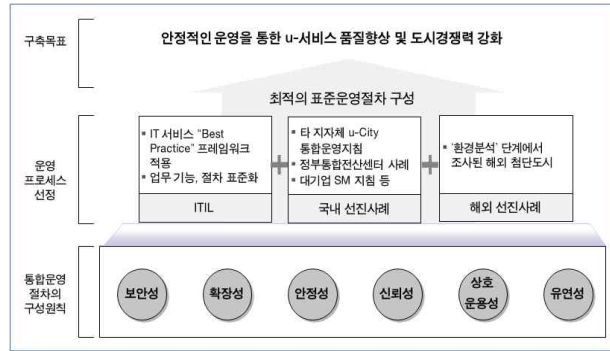 구축목표
안정적인 운영을 통한 u-서비스 품질향상 및 도시경쟁력 강화
최적의 표준운영절차 구성
운영
프로세스
선정
▪ IT 서비스 "Best
Practice" 프레임워크
적용
▪ 업무 기능, 절차 표준화
ITIL
+
▪ 타 지자체 u-City
통합운영지침
▪ 정부통합전산센터 사례
▪ 대기업 SM 지침 등
국내 선진사례
+
▪ '환경분석' 단계에서
조사된 해외 첨단도시
해외 선진사례
통합운영
절차의
구성원칙
보안성
확장성
안정성
신뢰성
상호
운용성
유연성